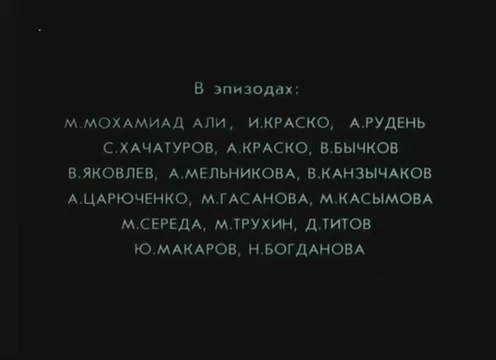 В эпизодах:
М.МОХАМИАД АЛИ, И.КРАСКО, А.РУДЕНЬ
С.ХАЧАТУРОВ, А.КРАСКО, В.БЫЧКОВ
В.ЯКОВЛЕВ, А.МЕЛЬНИКОВА, В.КАНЗЫЧАКОВ
А.ЦАРЮЧЕНКО, М.ГАСАНОВА, М.КАСЫМОВА
М.СЕРЕДА, М.ТРУХИН, Д.ТИТОВ
Ю.МАКАРОВ, Н.БОГДАНОВА